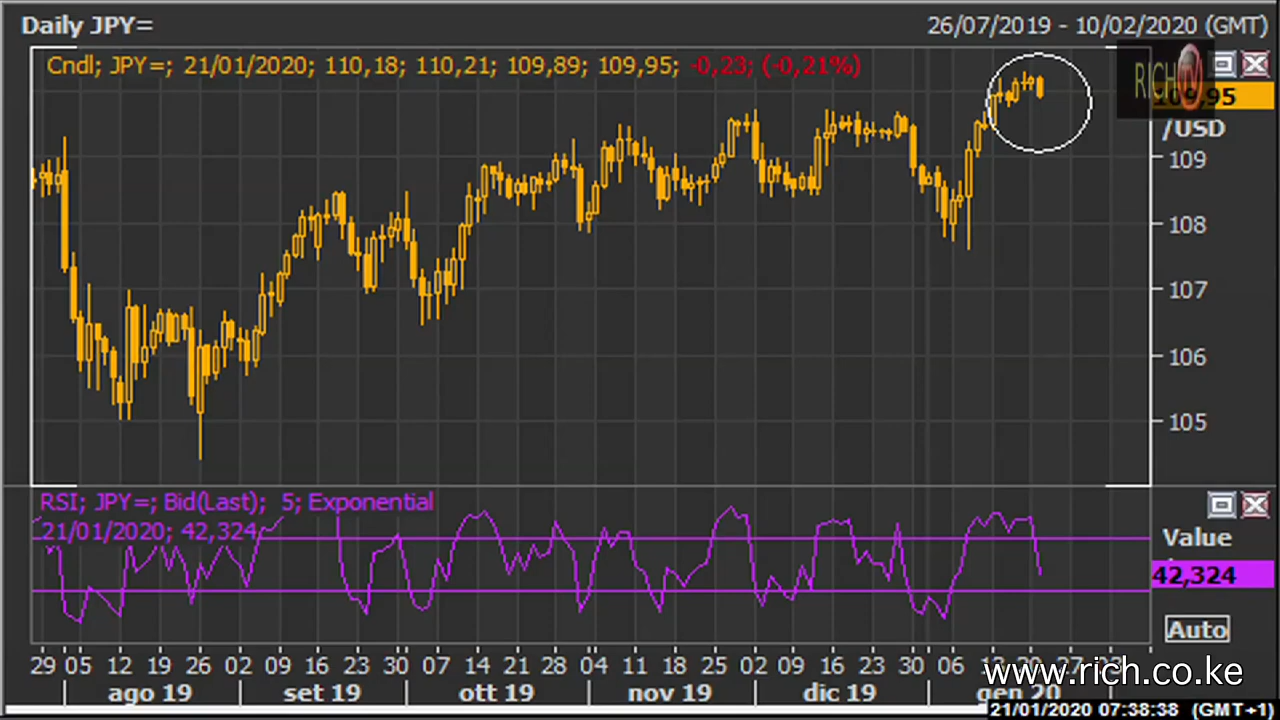 Daily JPY=
26/07/2019 - 10/02/2020 (GMT)
Cndl; JPY=; 21/01/2020; 110,18; 110,21; 109,89; 109,95; -0,23; (-0,21%)
RICH TV
109,95
/USD
109
108
107
106
105
RSI; JPY=; Bid(Last); 5; Exponential
21/01/2020; 42,324
Value
42,324
Auto
29 05 12 19 26 02 09 16 23 30 07 14 21 28 04 11 18 25 02 09 16 23 30 06 13 20 27
www.rich.co.ke
ago 19 set 19 ott 19 nov 19 dic 19 gen 20
21/01/2020 07:38:38 (GMT+1)